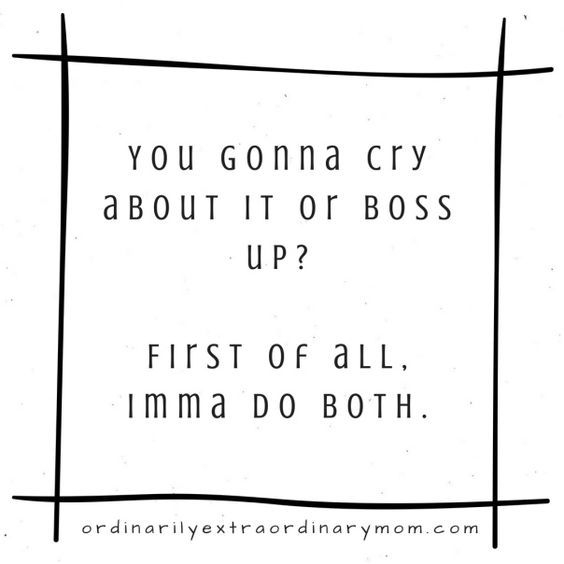 You Gonna cry
aBOUT IT Or BOSS
UP?
FIrST OF aLL,
Imma DO BOTH.
ordinarilyextraordinarymom.com